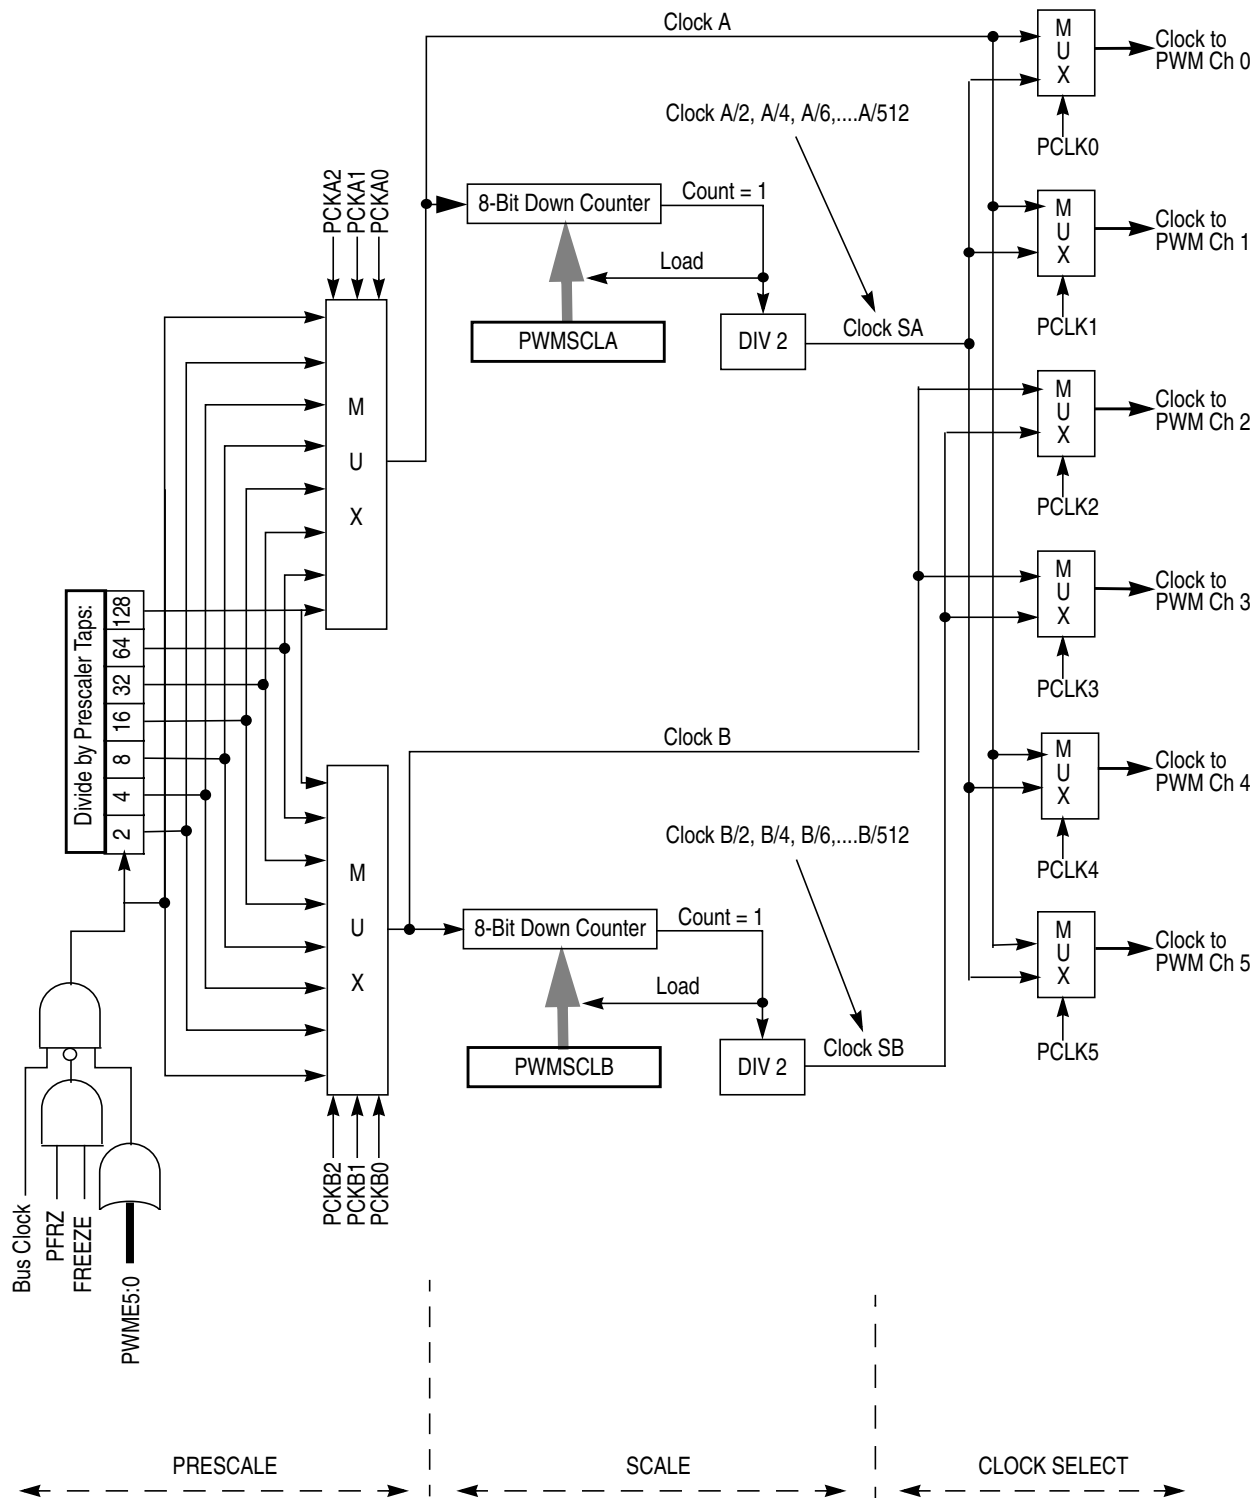 Clock A
M
U
X
Clock to
PWM Ch 0
PCLK0
Clock A/2, A/4, A/6,....A/512
PCKA2
PCKA1
PCKA0
8-Bit Down Counter
Count = 1
Load
PWMSCLA
DIV 2
Clock SA
M
U
X
Clock to
PWM Ch 1
PCLK1
M
U
X
M
U
X
Clock to
PWM Ch 2
PCLK2
M
U
X
Clock to
PWM Ch 3
PCLK3
Divide by Prescaler Taps:
128
64
32
16
8
4
2
Clock B
M
U
X
Clock to
PWM Ch 4
PCLK4
Clock B/2, B/4, B/6,....B/512
M
U
X
8-Bit Down Counter
Count = 1
Load
PWMSCLB
DIV 2
Clock SB
M
U
X
Clock to
PWM Ch 5
PCLK5
PCKB2
PCKB1
PCKB0
Bus Clock
PFRZ
FREEZE
PWME5:0
PRESCALE
SCALE
CLOCK SELECT